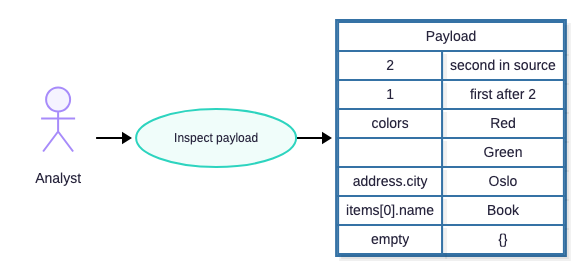 Analyst
Inspect payload
Payload
2 second in source
1 first after 2
colors Red
Green
address.city Oslo
items[0].name Book
empty {}